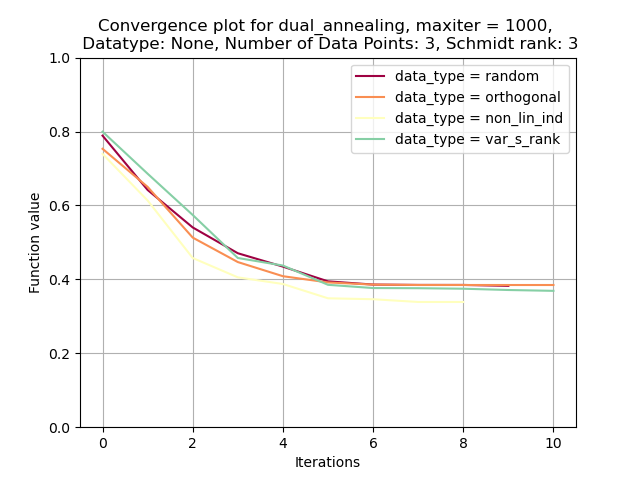 Convergence plot for dual_annealing, maxiter = 1000,
Datatype: None, Number of Data Points: 3, Schmidt rank: 3
1.0
0.8
0.6
0.4
0.2
0.0
Function value
data_type = random
data_type = orthogonal
data_type = non_lin_ind
data_type = var_s_rank
0
2
4
6
8
10
Iterations